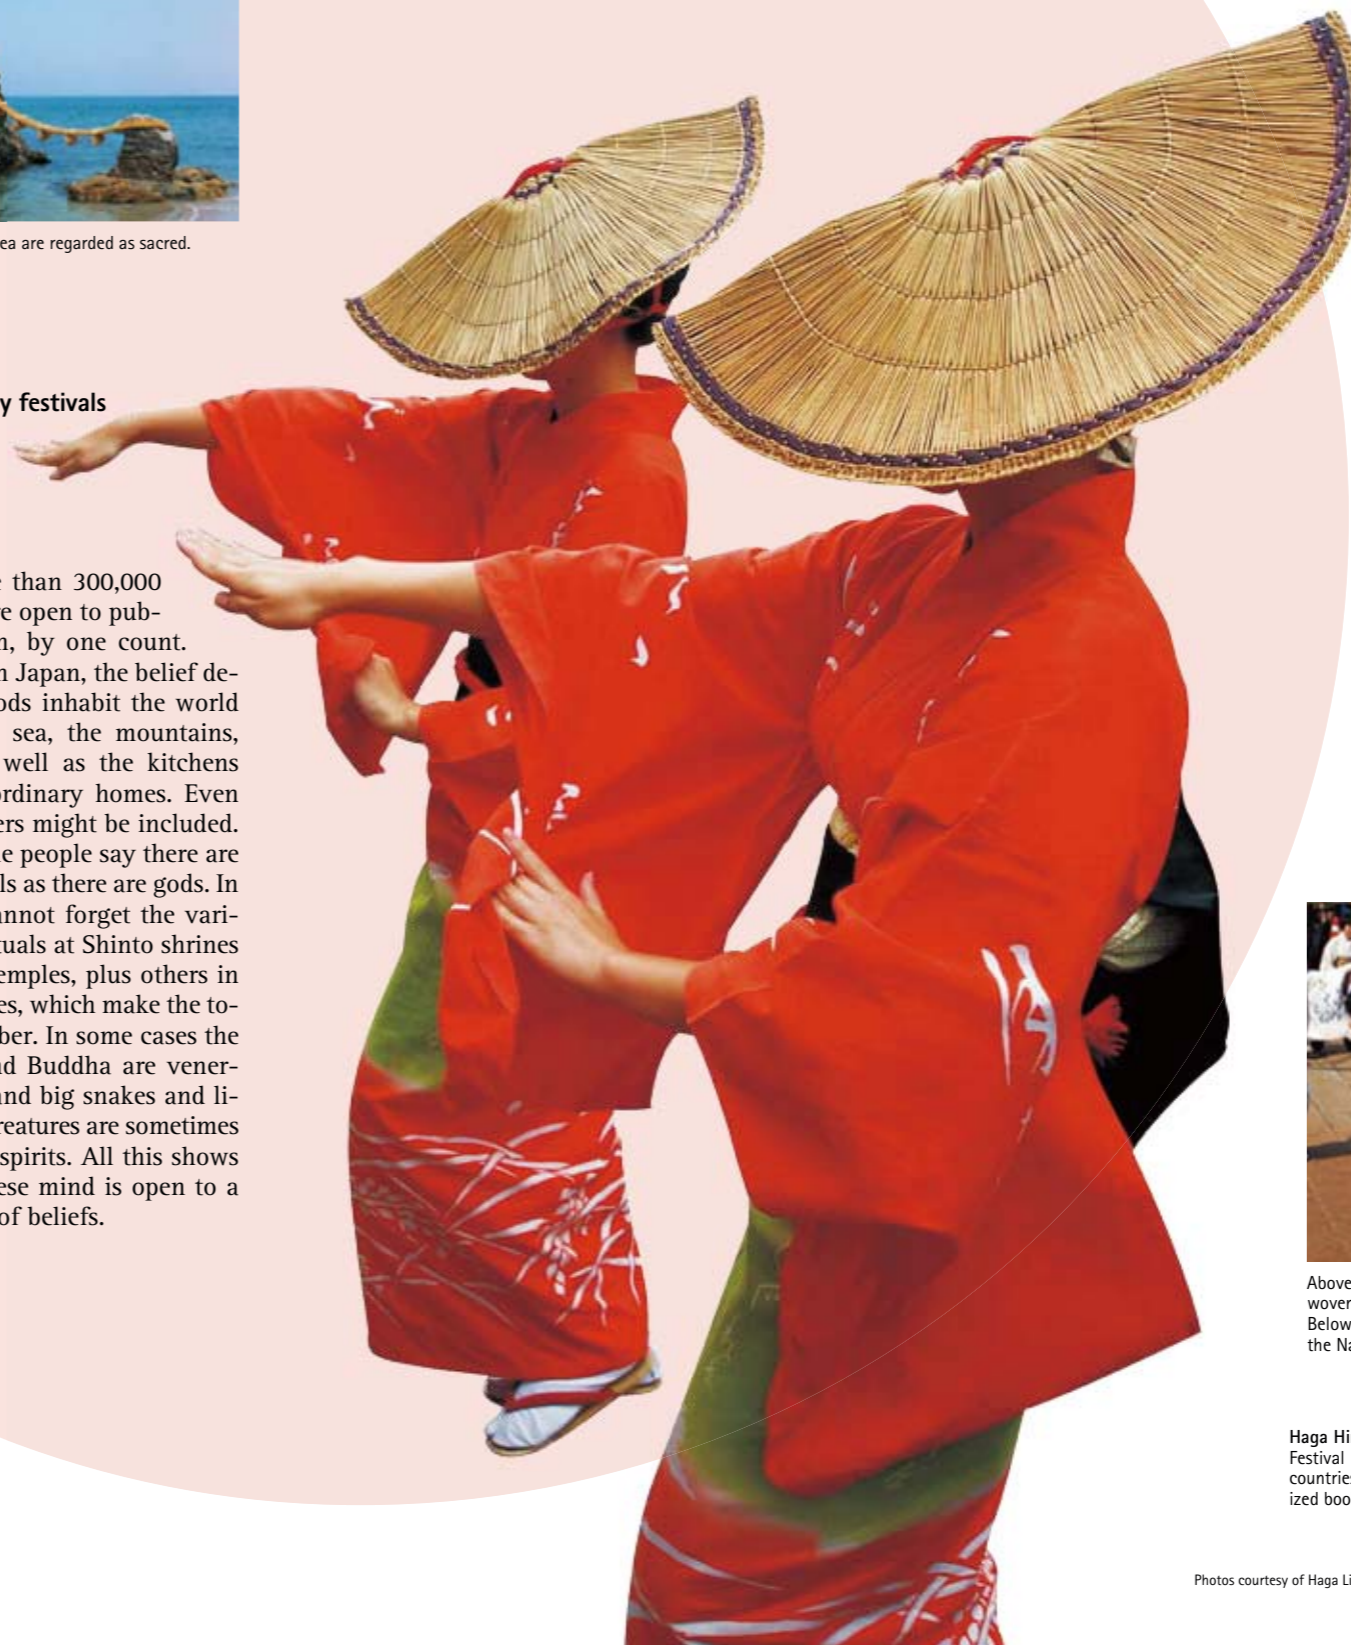 ea are regarded as sacred.
y festivals
e than 300,000
re open to pub-
n, by one count.
n Japan, the belief de-
ods inhabit the world
sea, the mountains,
well as the kitchens
ordinary homes. Even
ers might be included.
e people say there are
ls as there are gods. In
annot forget the vari-
tuals at Shinto shrines
emples, plus others in
es, which make the to-
ber. In some cases the
nd Buddha are vener-
and big snakes and li-
reatures are sometimes
spirits. All this shows
ese mind is open to a
of beliefs.
Above
woven
Below
the Na
Haga Hi
Festival
countries
ized boo
Photos courtesy of Haga Li